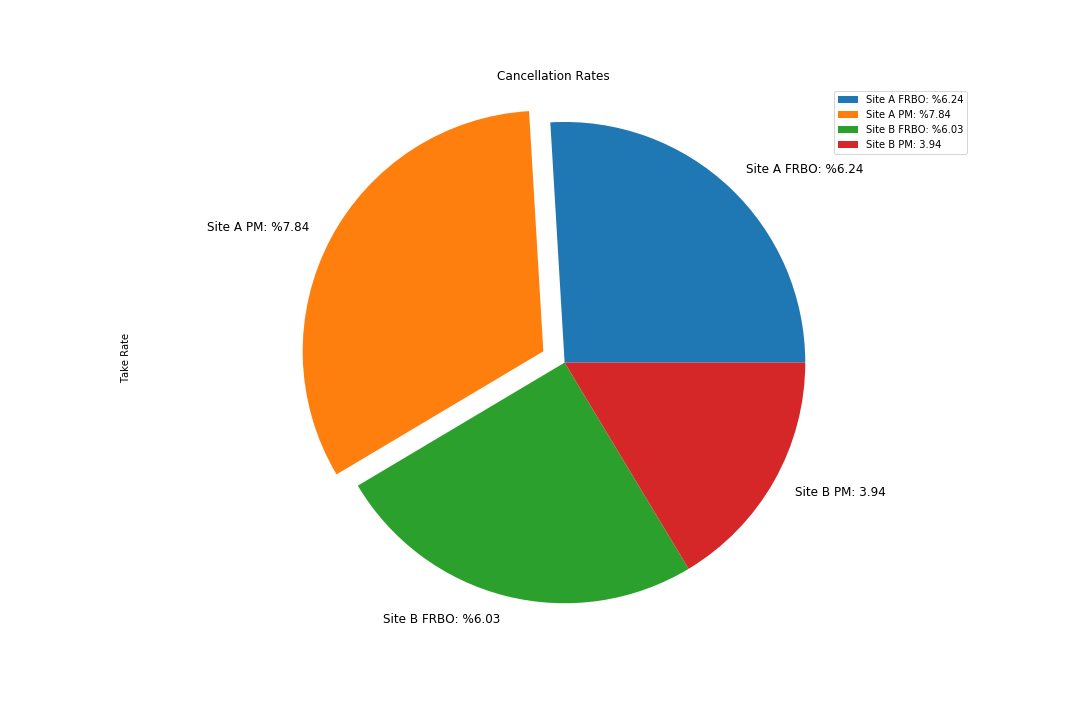 Cancellation Rates
Site A FRBO: %6.24
Site A PM: %7.84
Site B FRBO: %6.03
Site B PM: 3.94
Site A FRBO: %6.24
Site A PM: %7.84
Take Rate
Site B PM: 3.94
Site B FRBO: %6.03